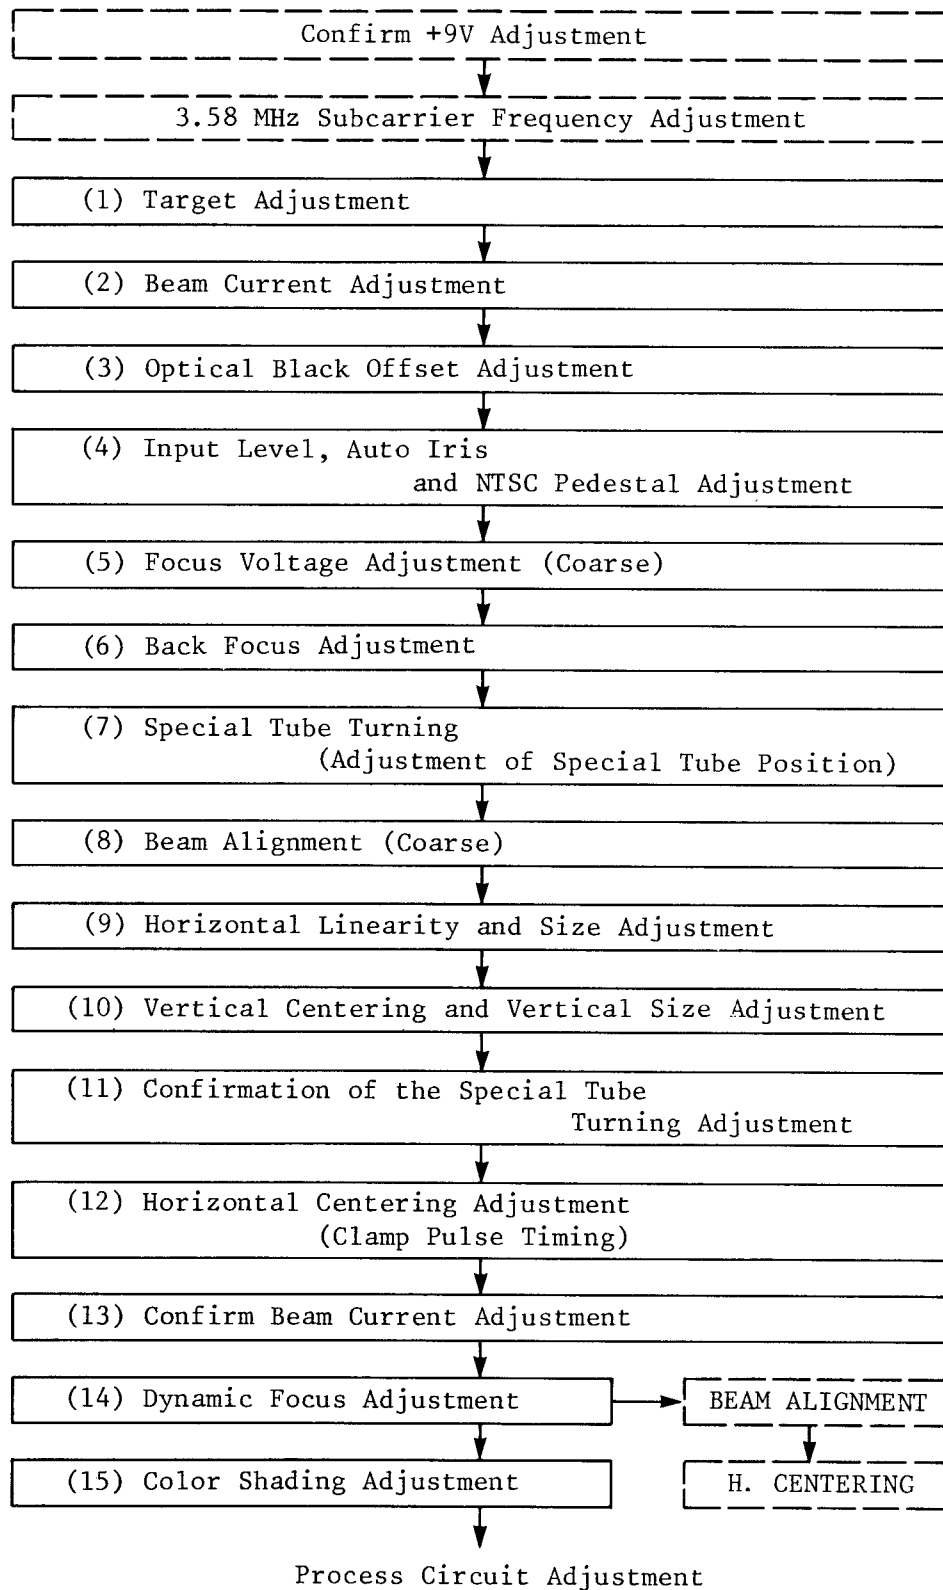 Confirm +9V Adjustment
3.58 MHz Subcarrier Frequency Adjustment
(1) Target Adjustment
(2) Beam Current Adjustment
(3) Optical Black Offset Adjustment
(4) Input Level, Auto Iris
and NTSC Pedestal Adjustment
(5) Focus Voltage Adjustment (Coarse)
(6) Back Focus Adjustment
(7) Special Tube Turning
(Adjustment of Special Tube Position)
(8) Beam Alignment (Coarse)
(9) Horizontal Linearity and Size Adjustment
(10) Vertical Centering and Vertical Size Adjustment
(11) Confirmation of the Special Tube
Turning Adjustment
(12) Horizontal Centering Adjustment
(Clamp Pulse Timing)
(13) Confirm Beam Current Adjustment
(14) Dynamic Focus Adjustment
BEAM ALIGNMENT
(15) Color Shading Adjustment
H. CENTERING
Process Circuit Adjustment